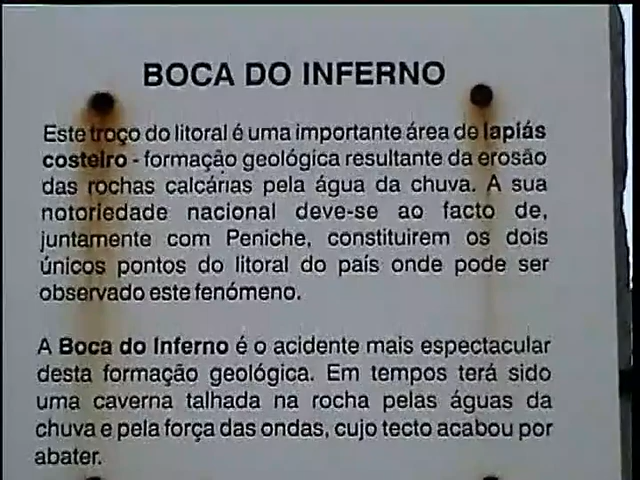 BOCA DO INFERNO
Este troço do litoral é uma importante área de lapiás
costeiro - formação geológica resultante da erosão
das rochas calcárias pela água da chuva. A sua
notoriedade nacional deve-se ao facto de,
juntamente com Peniche, constituirem os dois
únicos pontos do litoral do país onde pode ser
observado este fenómeno.
A Boca do Inferno é o acidente mais espectacular
desta formação geológica. Em tempos terá sido
uma caverna talhada na rocha pelas águas da
chuva e pela força das ondas, cujo tecto acabou por
abater.